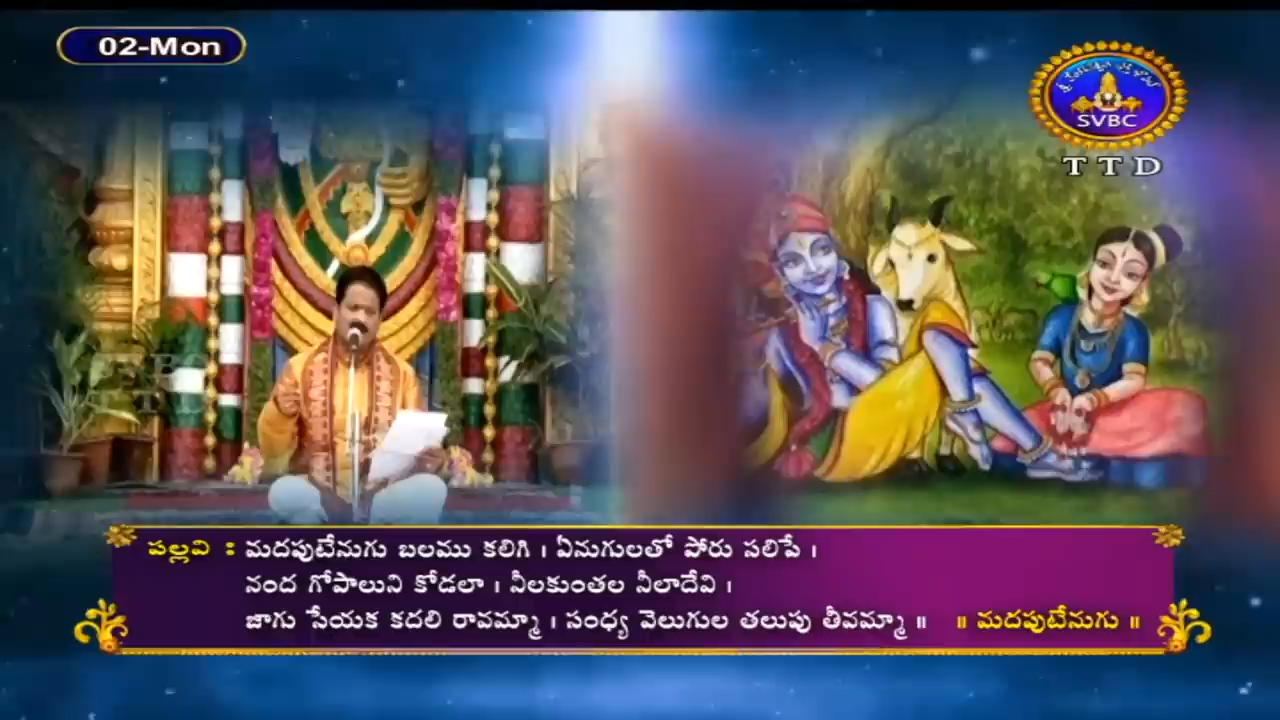 02-Mon
SVBC
T T D
పల్లవి : మదపుటేనుగు బలము కలిగి । ఏనుగులతో పోరు సలిపే ।
నంద గోపాలుని కోడలా । నీలకుంతల నీలాదేవి ।
జాగు సేయక కదలి రావమ్మా । సంధ్య వెలుగుల తలుపు తీవమ్మా ॥ ॥ మదపుటేనుగు ॥